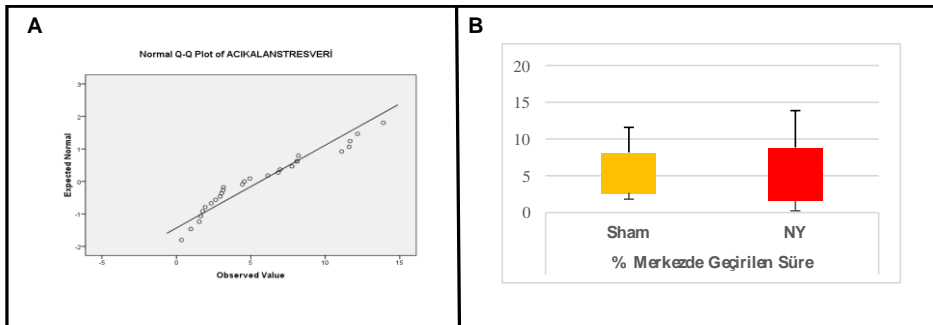 A
Normal Q-Q Plot of ACIKALANSTRESVERİ
Expected Normal
3
2
1
0
-1
-2
-5
0
5
10
15
Observed Value
B
20
15
10
5
0
Sham NY
% Merkezde Geçirilen Süre